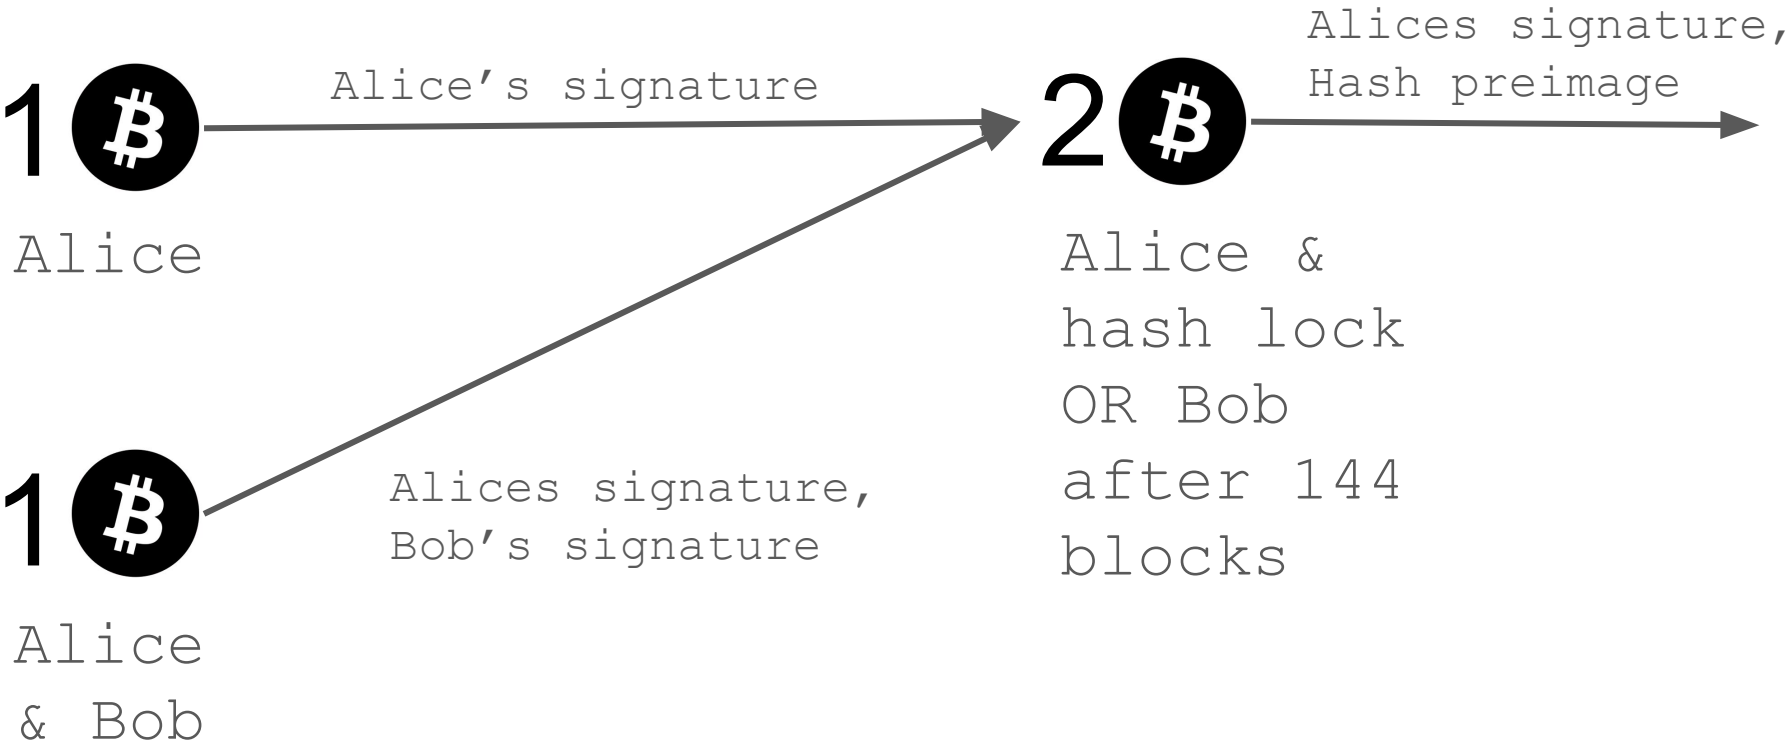 Alices signature,
Hash preimage
Alice’s signature
1
2
Alice
Alice &
hash lock
OR Bob
after 144
blocks
Alices signature,
Bob’s signature
1
Alice
& Bob